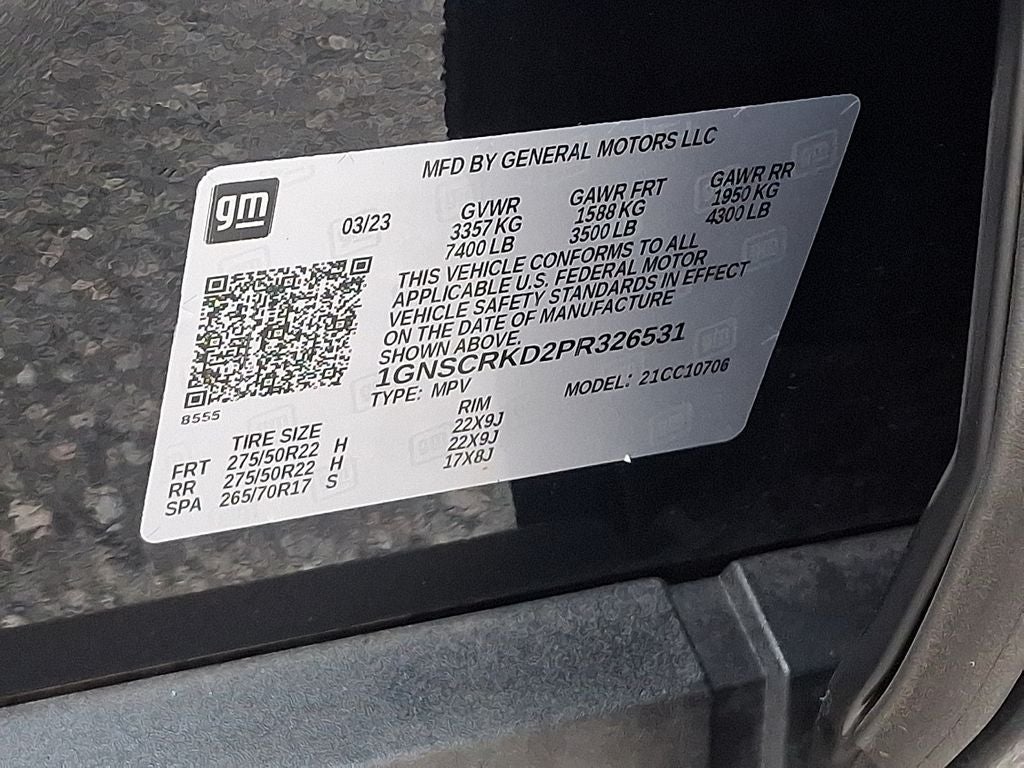 MFD BY GENERAL MOTORS LLC
gm
03/23
GVWR
3357 KG
7400 LB
GAWR FRT
1588 KG
3500 LB
GAWR RR
1950 KG
4300 LB
THIS VEHICLE CONFORMS TO ALL
APPLICABLE U.S. FEDERAL MOTOR
VEHICLE SAFETY STANDARDS IN EFFECT
ON THE DATE OF MANUFACTURE
SHOWN ABOVE.
1GNSCRKD2PR326531
TYPE: MPV
MODEL: 21CC10706
8555
TIRE SIZE
RIM
FRT 275/50R22 H 22X9J
RR 275/50R22 H 22X9J
SPA 265/70R17 S 17X8J